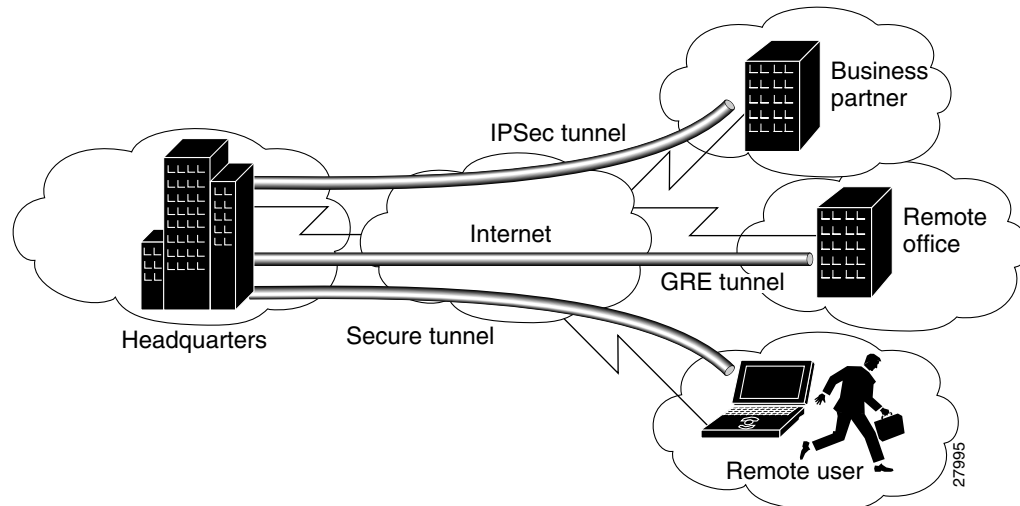 Business
partner
IPSec tunnel
Remote
office
Internet
GRE tunnel
Headquarters
Secure tunnel
Remote user
27995